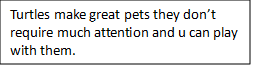 Turtles make great pets they don't
require much attention and u can play
with them.